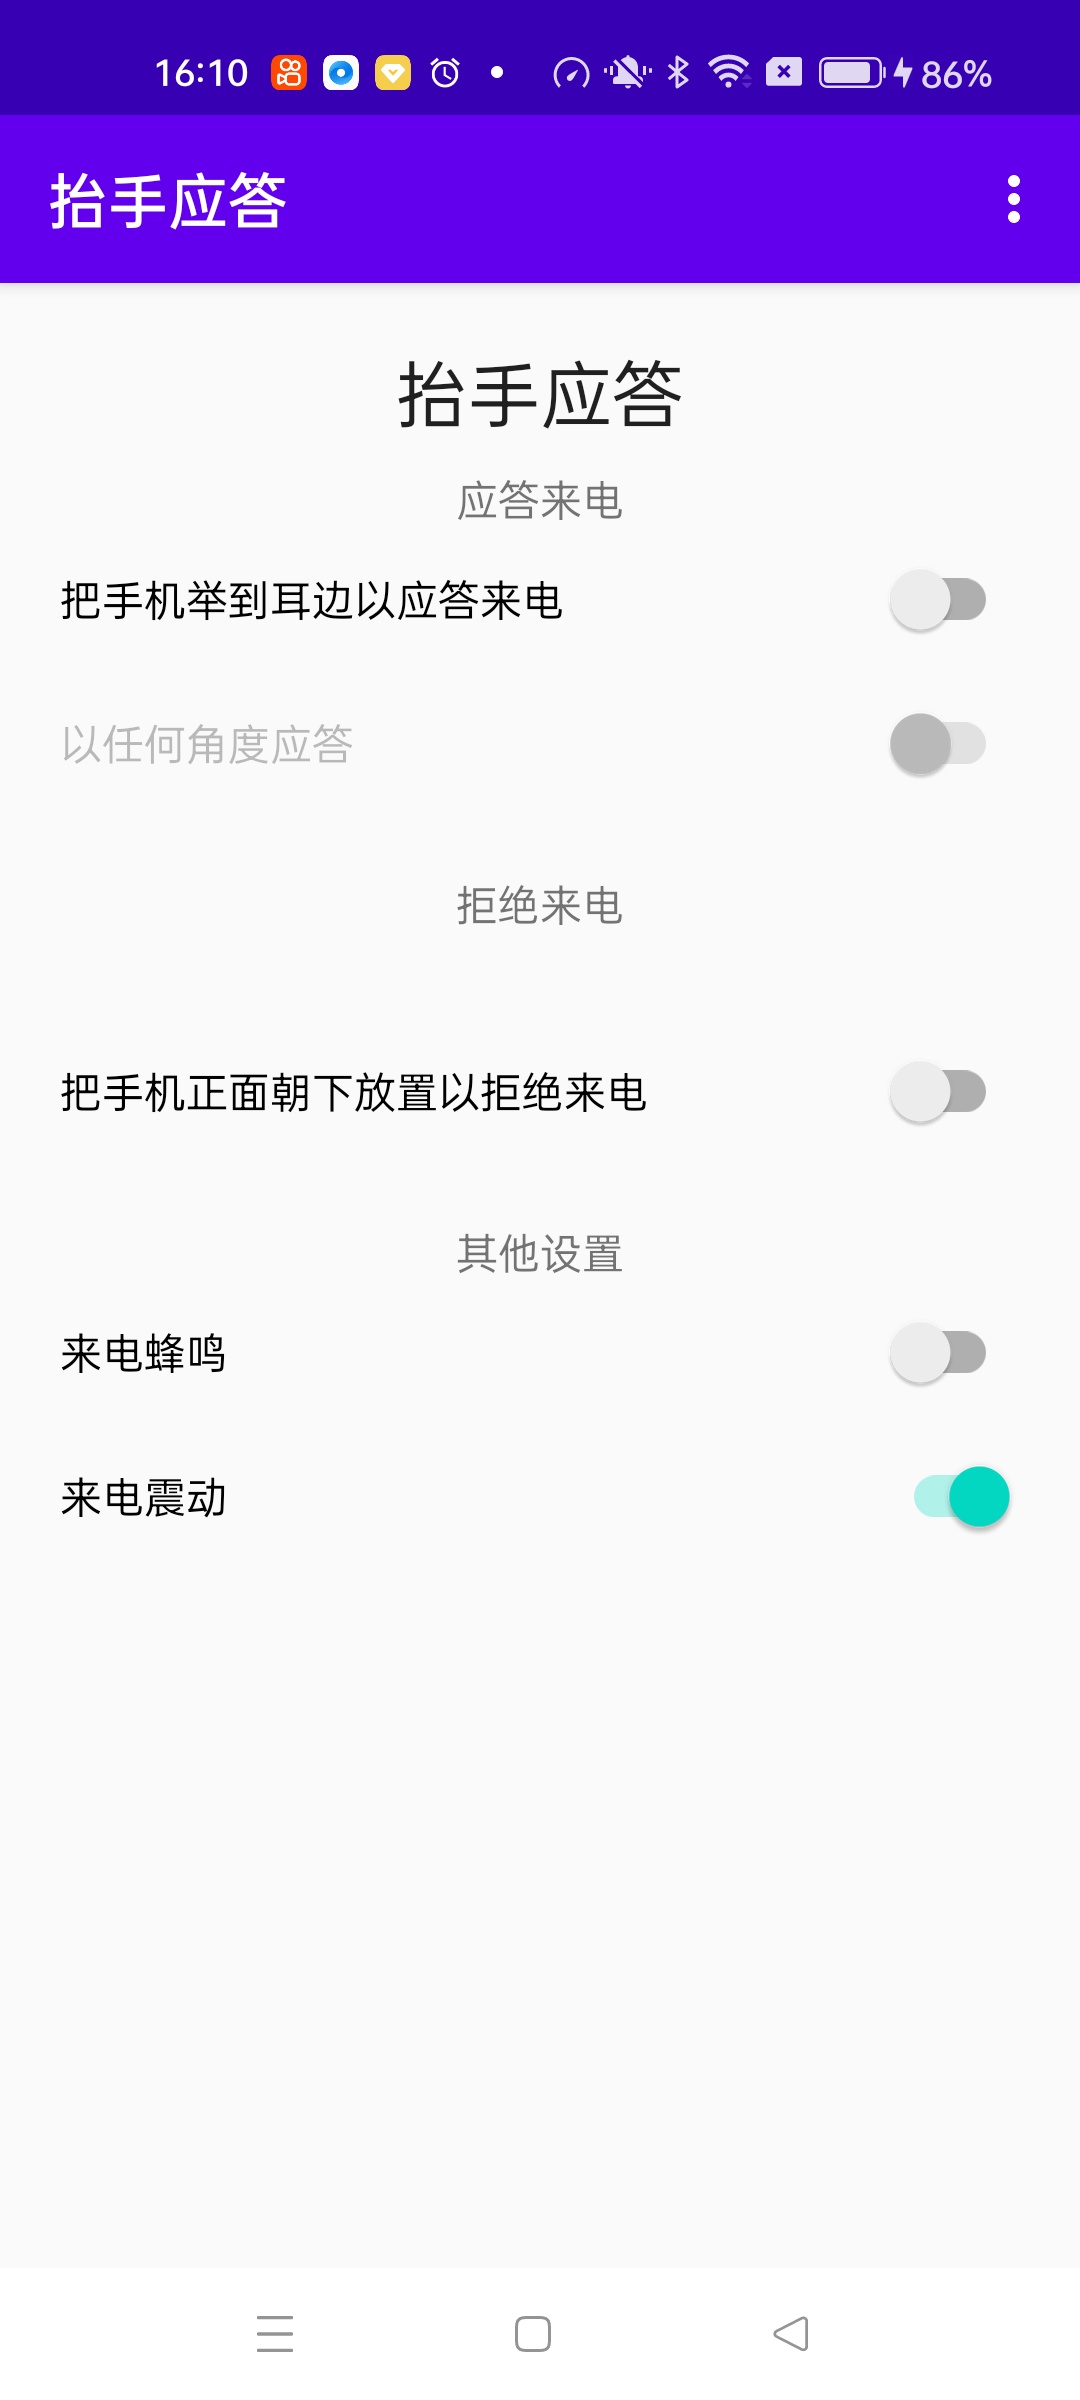 16:10
86%
抬手应答
抬手应答
应答来电
把手机举到耳边以应答来电
以任何角度应答
拒绝来电
把手机正面朝下放置以拒绝来电
其他设置
来电蜂鸣
来电震动